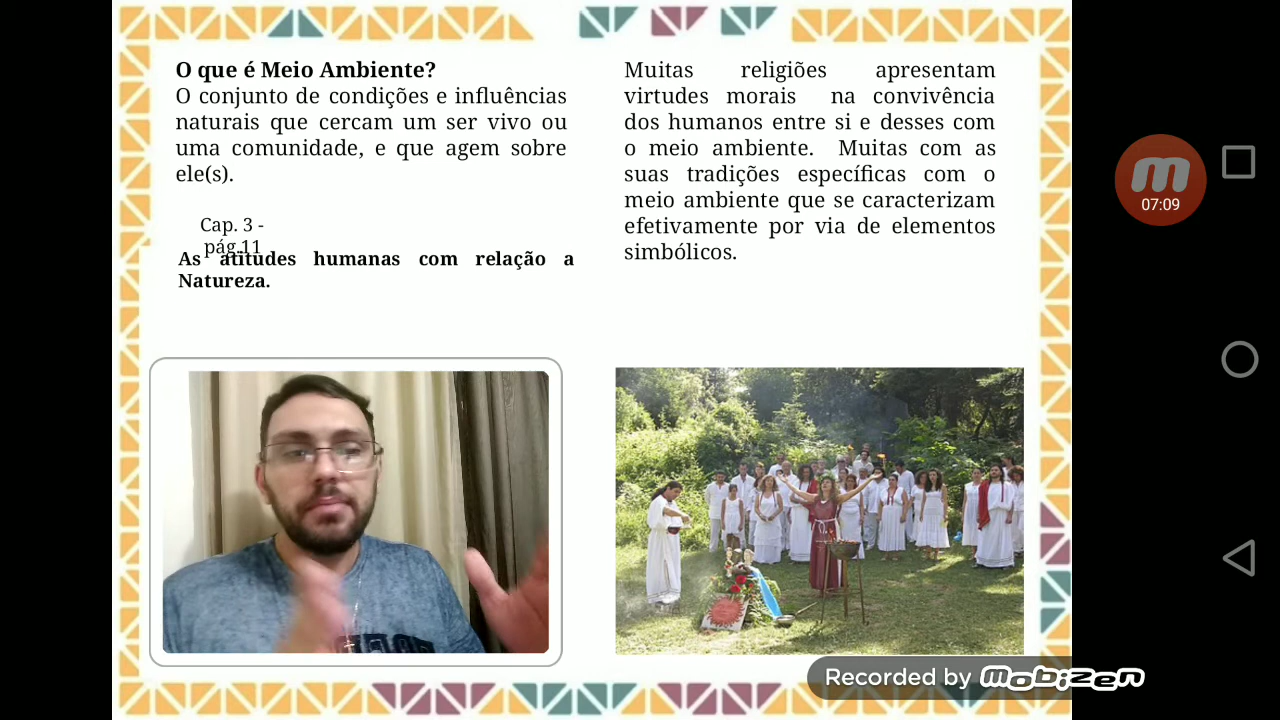 O que é Meio Ambiente?
O conjunto de condições e influências
naturais que cercam um ser vivo ou
uma comunidade, e que agem sobre
ele(s).
Cap. 3 -
pág.11
As atitudes humanas com relação a
Natureza.
Muitas religiões apresentam
virtudes morais na convivência
dos humanos entre si e desses com
o meio ambiente. Muitas com as
suas tradições específicas com o
meio ambiente que se caracterizam
efetivamente por via de elementos
simbólicos.
07:09
Recorded by mobizen